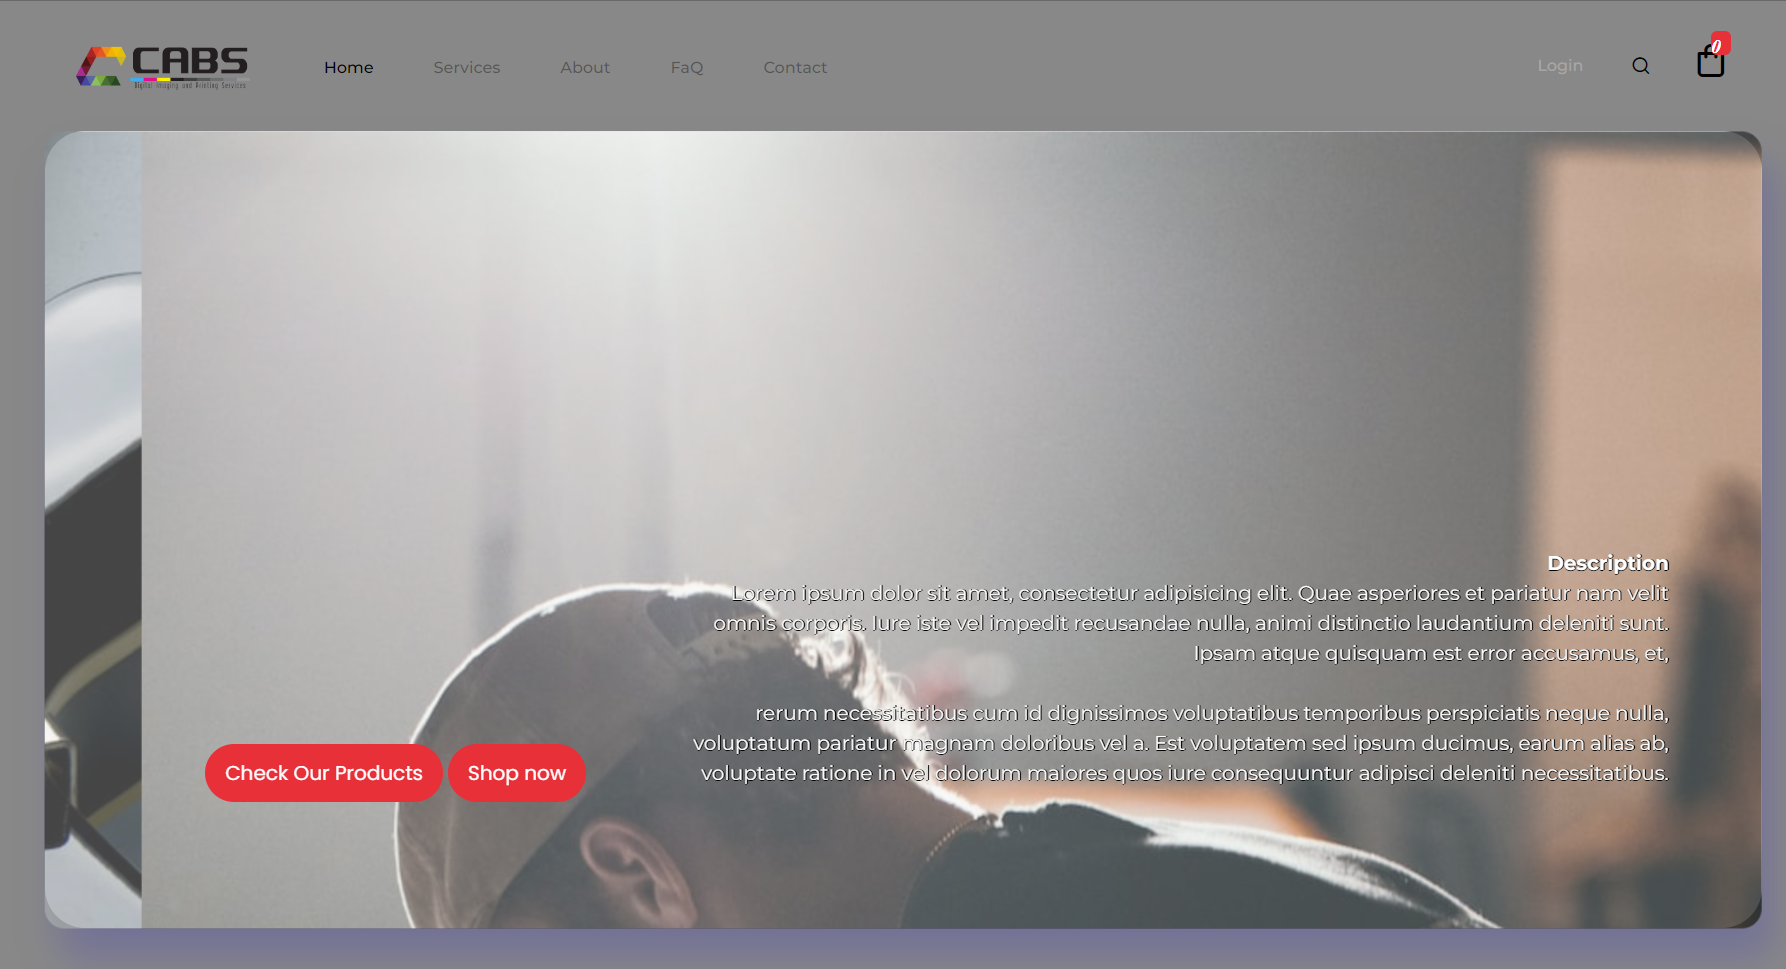 CABS
Digital Imaging and Printing Services
Home
Services
About
FaQ
Contact
Login
0
Description
Lorem ipsum dolor sit amet, consectetur adipisicing elit. Quae asperiores et pariatur nam velit
omnis corporis. Iure iste vel impedit recusandae nulla, animi distinctio laudantium deleniti sunt.
Ipsam atque quisquam est error accusamus, et,
rerum necessitatibus cum id dignissimos voluptatibus temporibus perspiciatis neque nulla,
voluptatum pariatur magnam doloribus vel a. Est voluptatem sed ipsum ducimus, earum alias ab,
voluptate ratione in vel dolorum maiores quos iure consequuntur adipisci deleniti necessitatibus.
Check Our Products
Shop now